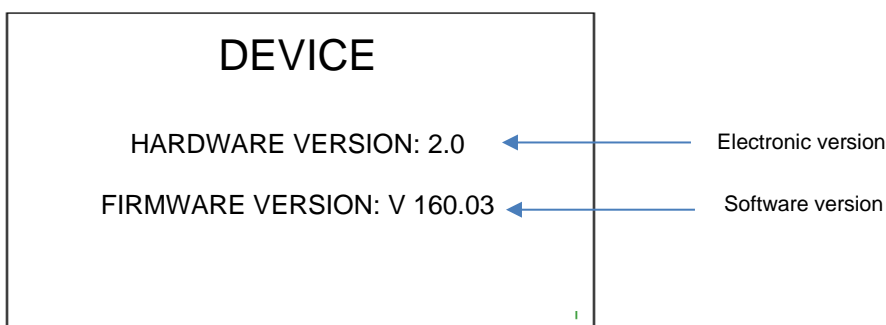 DEVICE
HARDWARE VERSION: 2.0
Electronic version
FIRMWARE VERSION: V 160.03
Software version